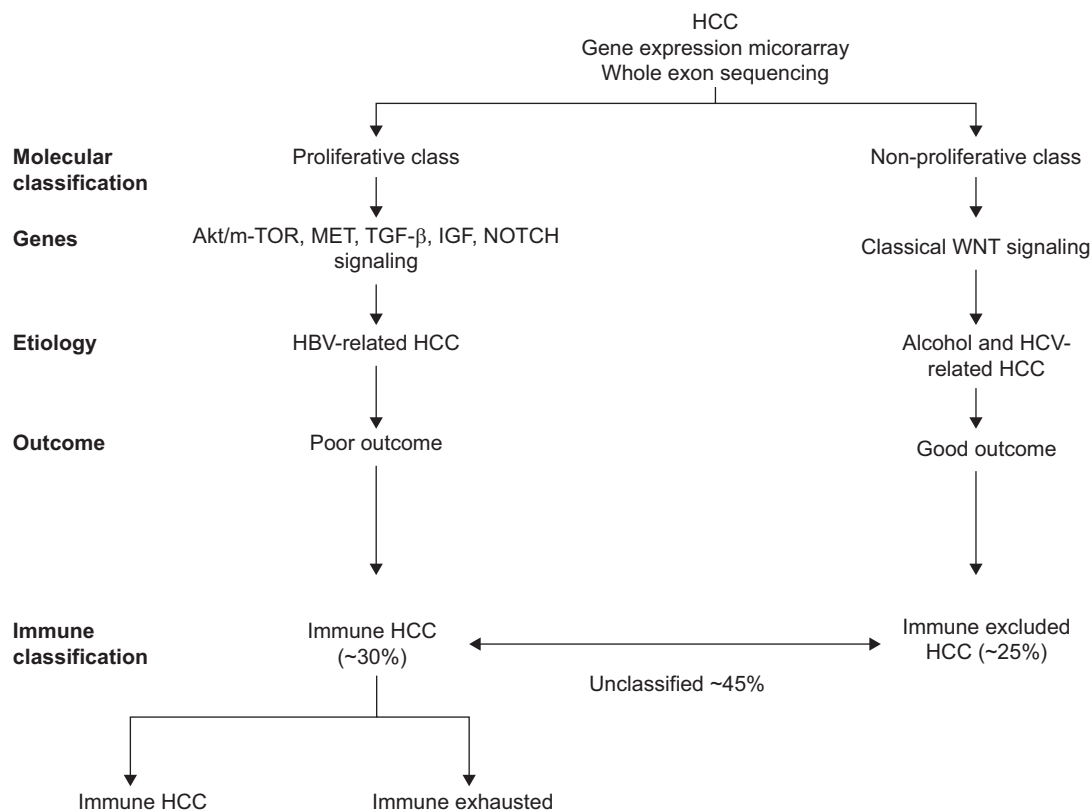 HCC
Gene expression micorarray
Whole exon sequencing
Molecular
classification
Proliferative class
Non-proliferative class
Genes
Akt/m-TOR, MET, TGF-β, IGF, NOTCH
signaling
Classical WNT signaling
Etiology
HBV-related HCC
Alcohol and HCV-
related HCC
Outcome
Poor outcome
Good outcome
Immune
classification
Immune HCC
(~30%)
Immune excluded
HCC (~25%)
Unclassified ~45%
Immune HCC
Immune exhausted